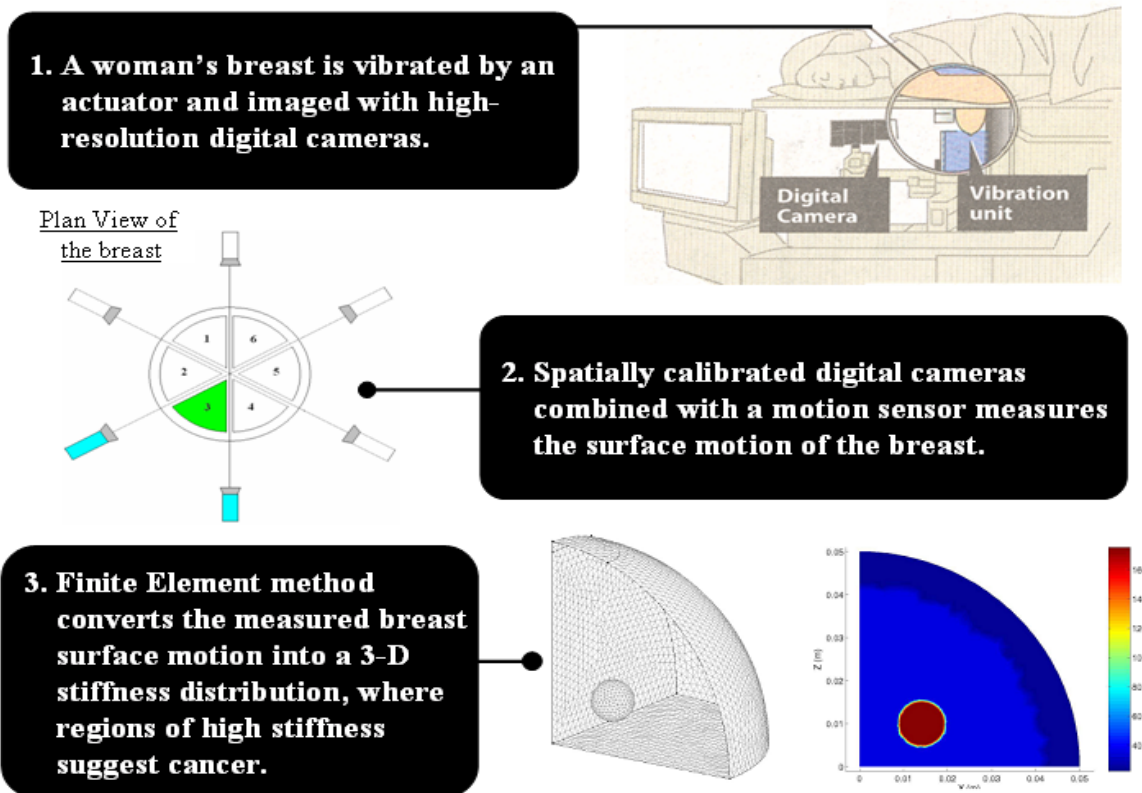 1. A woman's breast is vibrated by an
actuator and imaged with high-
resolution digital cameras.
Digital
Camera
Vibration
unit
Plan View of
the breast
1
6
2
5
3
4
2. Spatially calibrated digital cameras
combined with a motion sensor measures
the surface motion of the breast.
3. Finite Element method
converts the measured breast
surface motion into a 3-D
stiffness distribution, where
regions of high stiffness
suggest cancer.
0.05
0.04
0.03
0.02
0.01
0
Z (m)
0
0.01
0.02
0.03
0.04
0.05
80
60
40